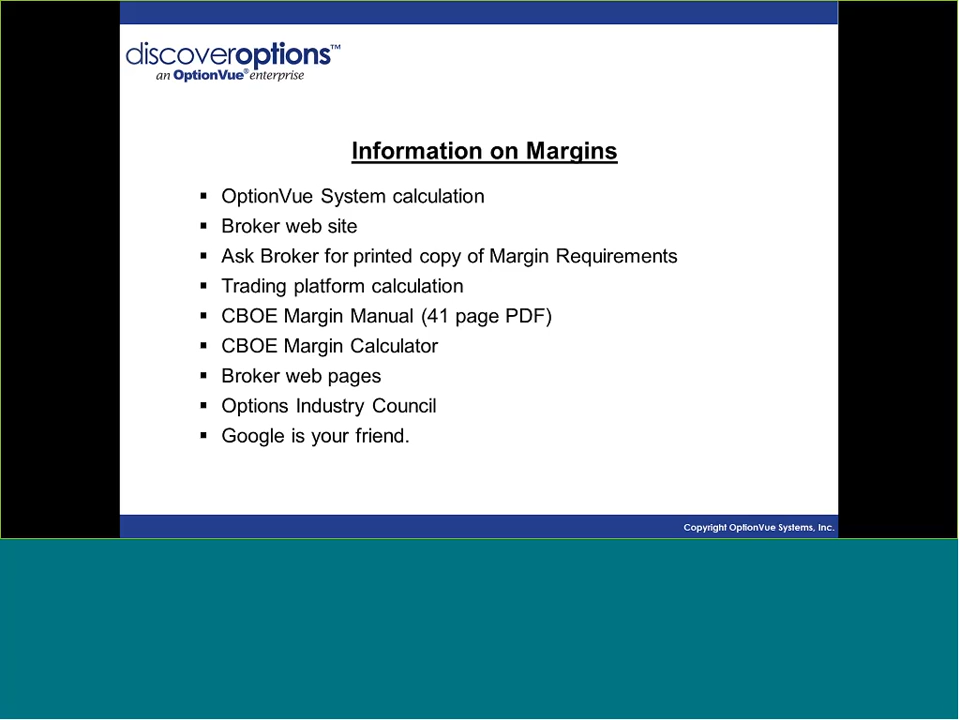 discoveroptions™
an OptionVue® enterprise
Information on Margins
▪ OptionVue System calculation
▪ Broker web site
▪ Ask Broker for printed copy of Margin Requirements
▪ Trading platform calculation
▪ CBOE Margin Manual (41 page PDF)
▪ CBOE Margin Calculator
▪ Broker web pages
▪ Options Industry Council
▪ Google is your friend.
Copyright OptionVue Systems, Inc.